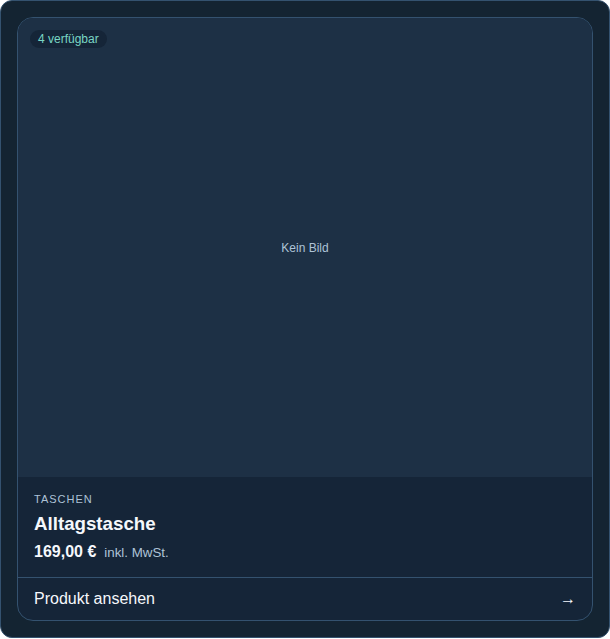 4 verfügbar
Kein Bild
TASCHEN
Alltagstasche
169,00 € inkl. MwSt.
Produkt ansehen →